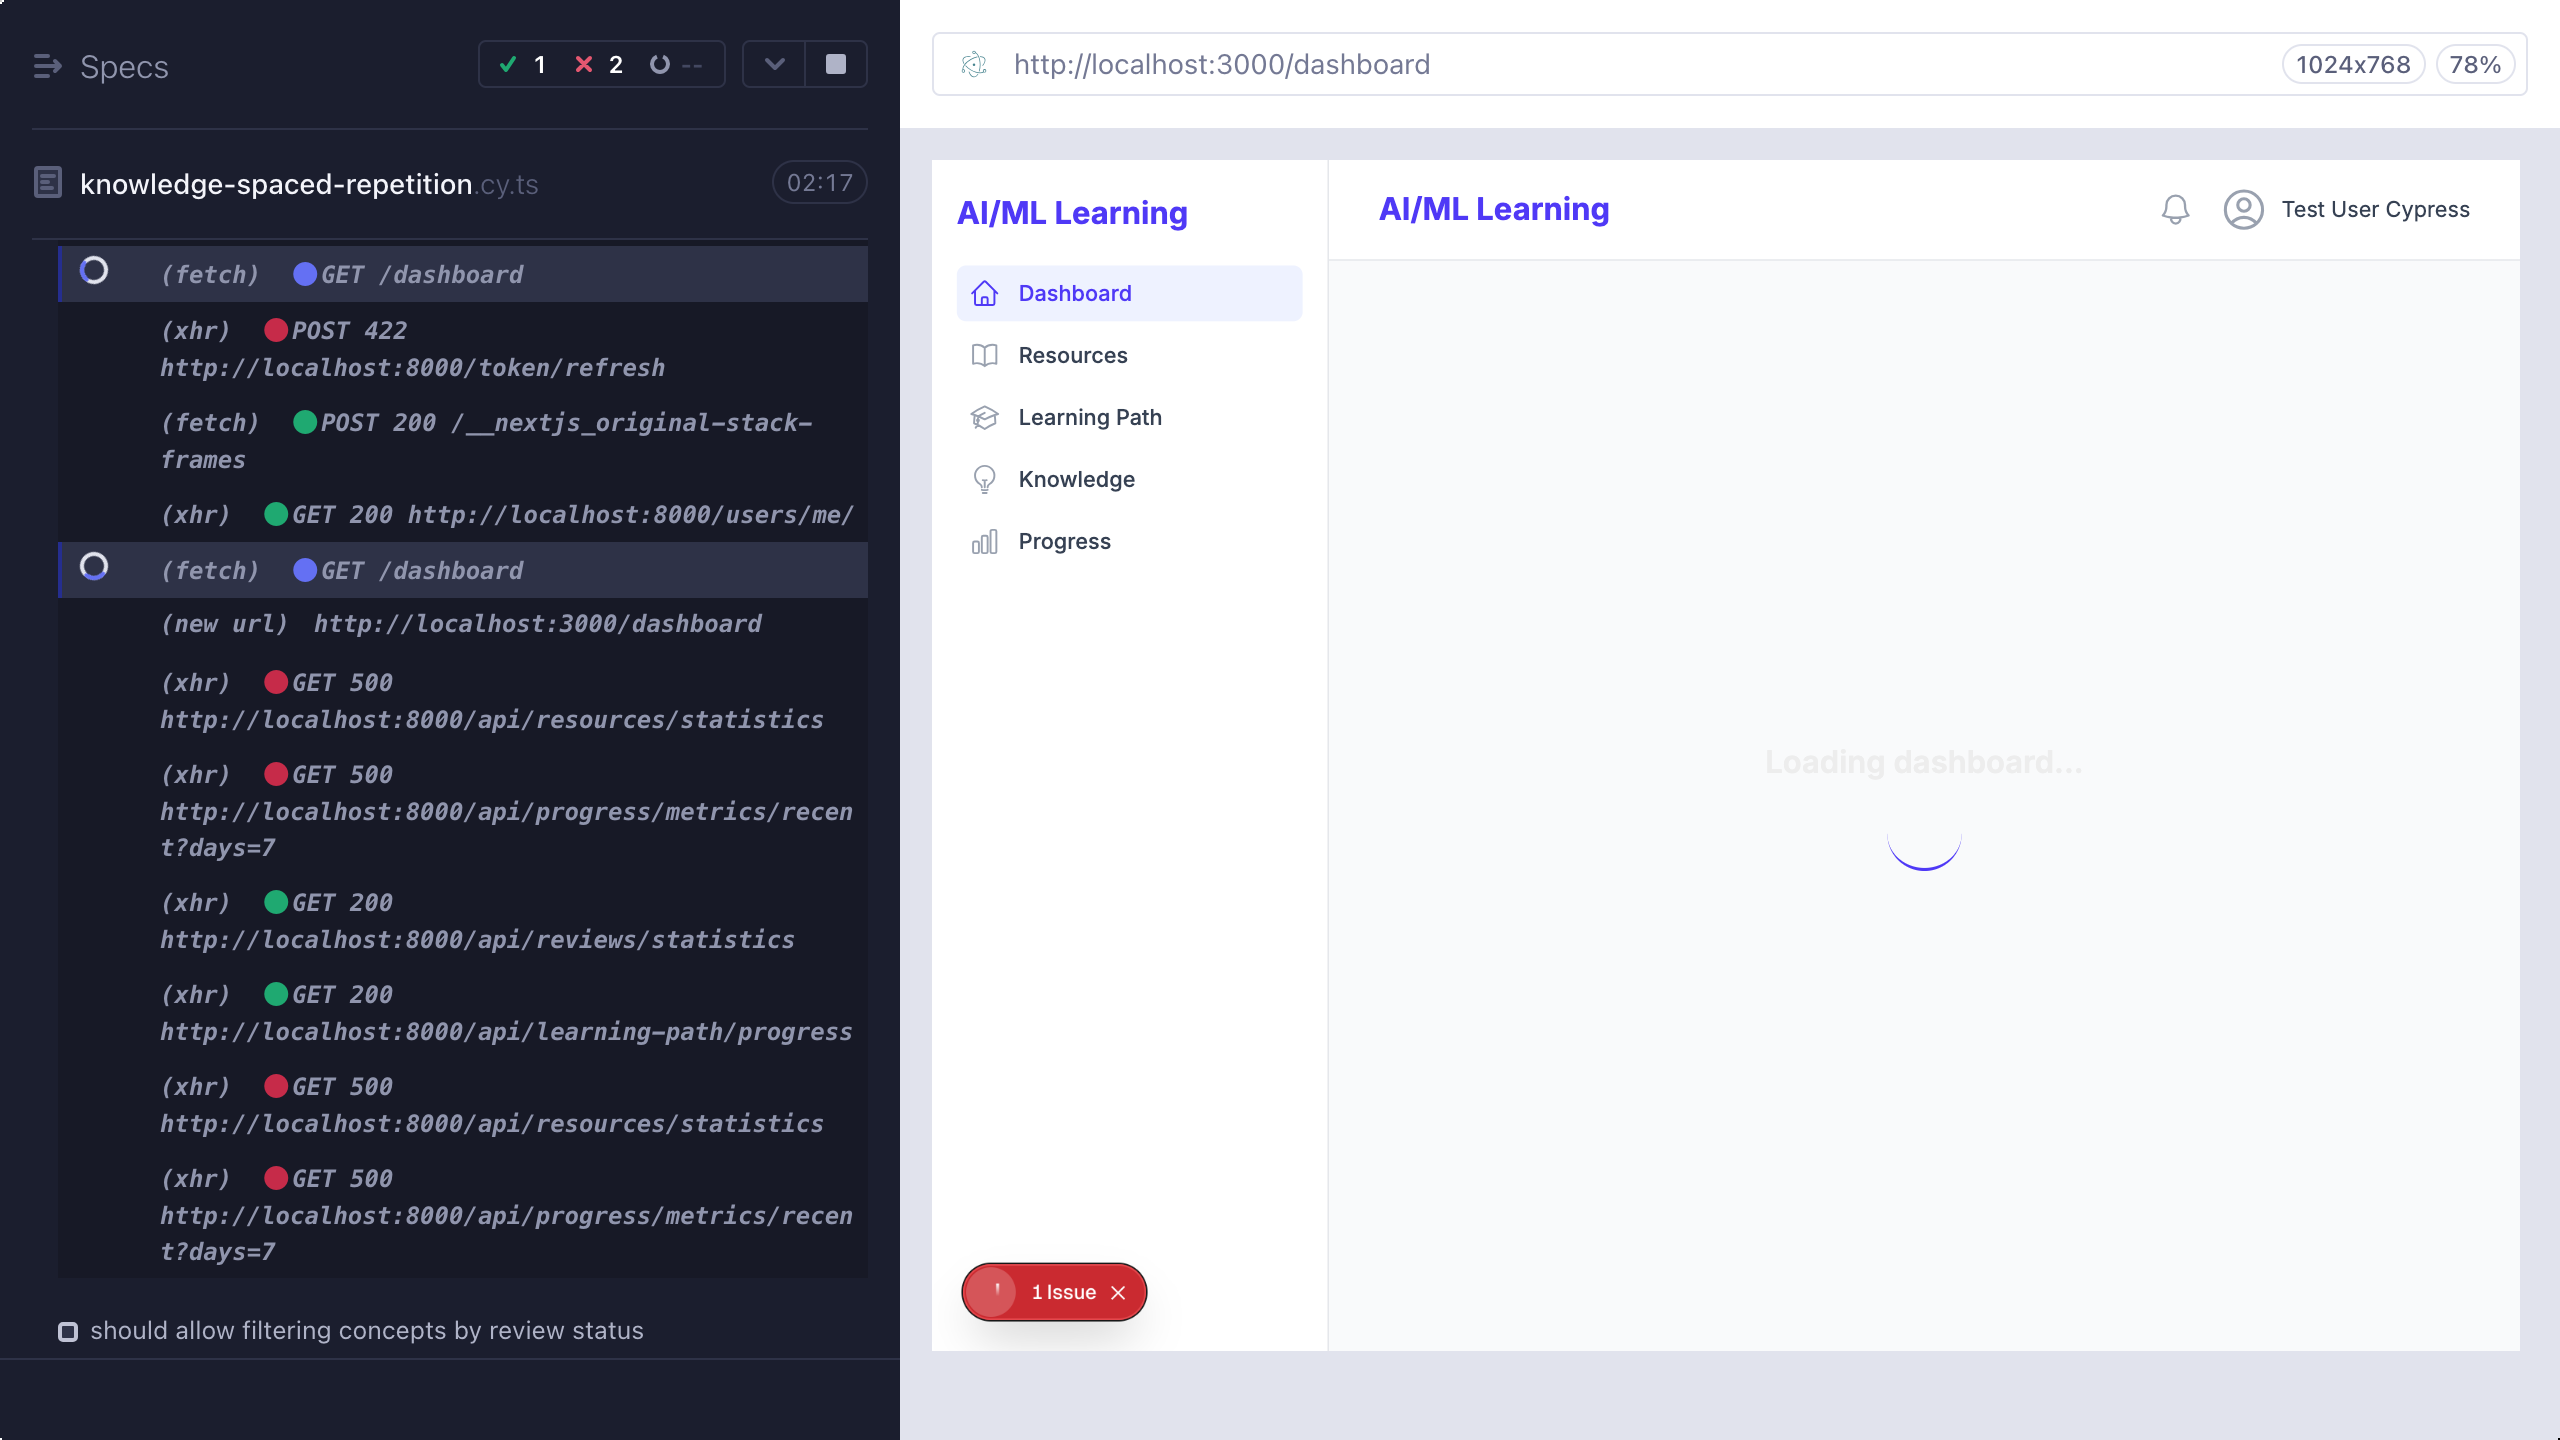 Specs
1
2
--
knowledge-spaced-repetition.cy.ts
02:17
(fetch) GET /dashboard
(xhr) POST 422
http://localhost:8000/token/refresh
(fetch) POST 200 /__nextjs_original-stack-
frames
(xhr) GET 200 http://localhost:8000/users/me/
(fetch) GET /dashboard
(new url) http://localhost:3000/dashboard
(xhr) GET 500
http://localhost:8000/api/resources/statistics
(xhr) GET 500
http://localhost:8000/api/progress/metrics/recen
t?days=7
(xhr) GET 200
http://localhost:8000/api/reviews/statistics
(xhr) GET 200
http://localhost:8000/api/learning-path/progress
(xhr) GET 500
http://localhost:8000/api/resources/statistics
(xhr) GET 500
http://localhost:8000/api/progress/metrics/recen
t?days=7
should allow filtering concepts by review status
http://localhost:3000/dashboard
1024x768
78%
AI/ML Learning
Dashboard
Resources
Learning Path
Knowledge
Progress
1 Issue
AI/ML Learning
Test User Cypress
Loading dashboard...